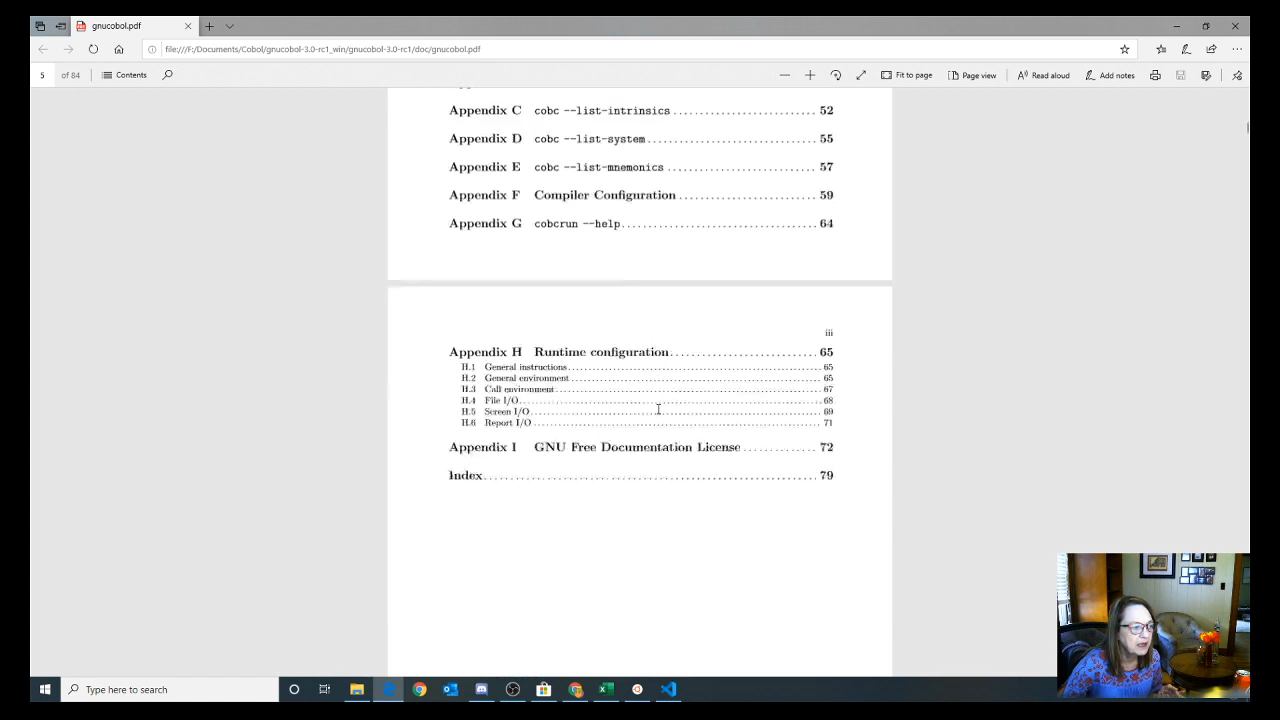 gnucobol.pdf
file:///F:/Documents/Cobol/gnucobol-3.0-rc1_win/gnucobol-3.0-rc1/doc/gnucobol.pdf
5 of 84 Contents Fit to page Page view Read aloud Add notes
Appendix C cobc --list-intrinsics 52
Appendix D cobc --list-system 55
Appendix E cobc --list-mnemonics 57
Appendix F Compiler Configuration 59
Appendix G cobcrun --help 64
iii
Appendix H Runtime configuration 65
H.1 General instructions 65
H.2 General environment 65
H.3 Call environment 67
H.4 File I/O 68
H.5 Screen I/O 69
H.6 Report I/O 71
Appendix I GNU Free Documentation License 72
Index 79
Type here to search